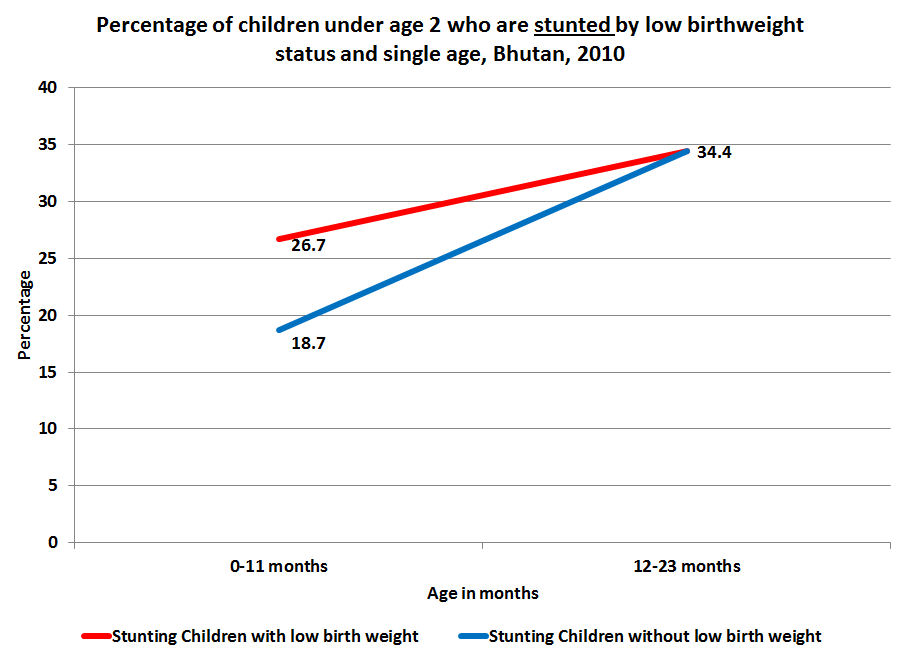 Percentage of children under age 2 who are stunted by low birthweight
status and single age, Bhutan, 2010
40
35
30
25
20
15
10
5
0
Percentage
26.7
18.7
34.4
0-11 months
12-23 months
Age in months
Stunting Children with low birth weight
Stunting Children without low birth weight